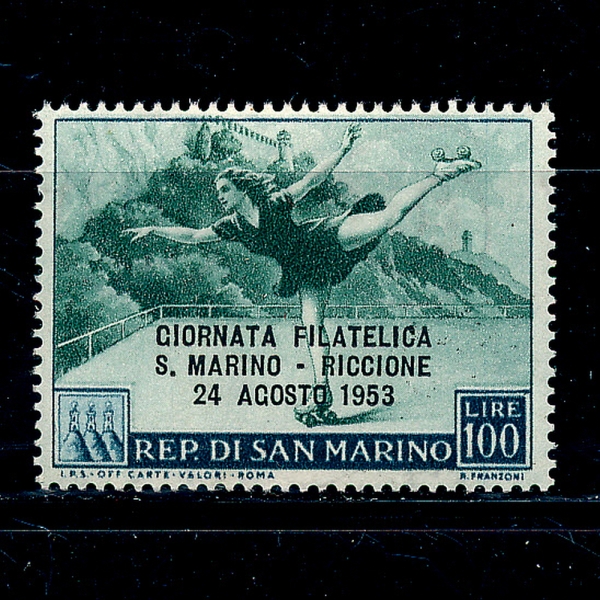 GIORNATA FILATELICA
S. MARINO - RICCIONE
24 AGOSTO 1953
LIRE
100
REP. DI SAN MARINO
I.P.S. - OFF. CARTE - VALORI - ROMA
R. FRANZONI